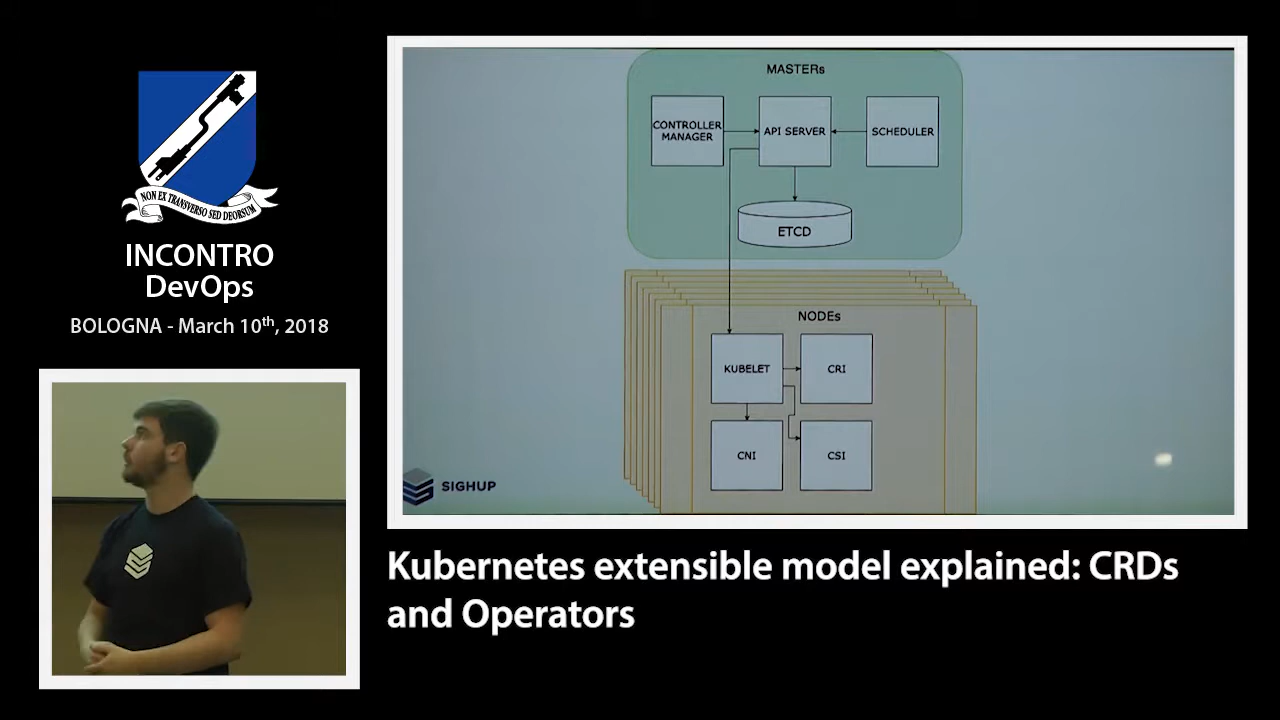 NON EX TRANSVERSO SED DEORSUM
INCONTRO
DevOps
BOLOGNA - March 10th, 2018
MASTERs
CONTROLLER
MANAGER
API SERVER
SCHEDULER
ETCD
NODEs
KUBELET
CRI
CNI
CSI
SIGHUP
Kubernetes extensible model explained: CRDs
and Operators